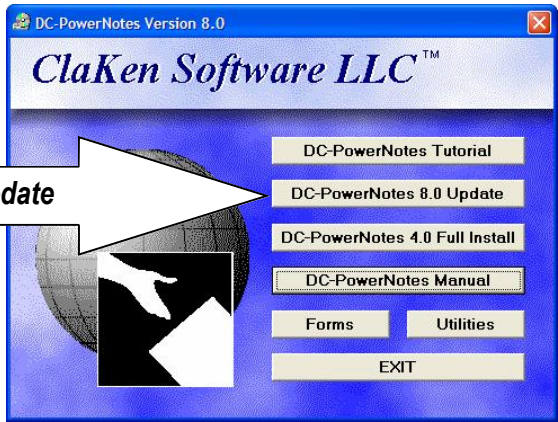 DC-PowerNotes Version 8.0
ClaKen Software LLC™
DC-PowerNotes Tutorial
date
DC-PowerNotes 8.0 Update
DC-PowerNotes 4.0 Full Install
DC-PowerNotes Manual
Forms Utilities
EXIT